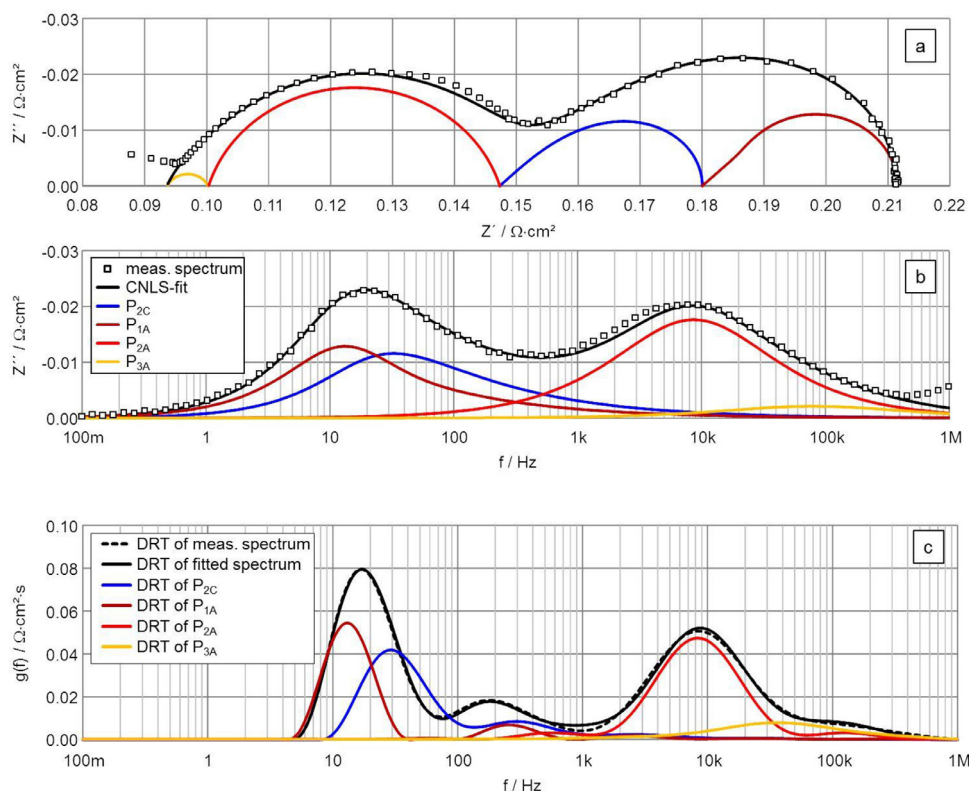 -0.03
-0.02
-0.01
0.00
Z´´ / Ω·cm²
a
0.08 0.09 0.10 0.11 0.12 0.13 0.14 0.15 0.16 0.17 0.18 0.19 0.20 0.21 0.22
Z´ / Ω·cm²
-0.03
-0.02
-0.01
0.00
Z´´ / Ω·cm²
b
meas. spectrum
CNLS-fit
P2C
P1A
P2A
P3A
100m 1 10 100 1k 10k 100k 1M
f / Hz
0.10
0.08
0.06
0.04
0.02
0.00
g(f) / Ω·cm²·s
c
DRT of meas. spectrum
DRT of fitted spectrum
DRT of P2C
DRT of P1A
DRT of P2A
DRT of P3A
1 10 100 1k 10k 100k 1M
f / Hz